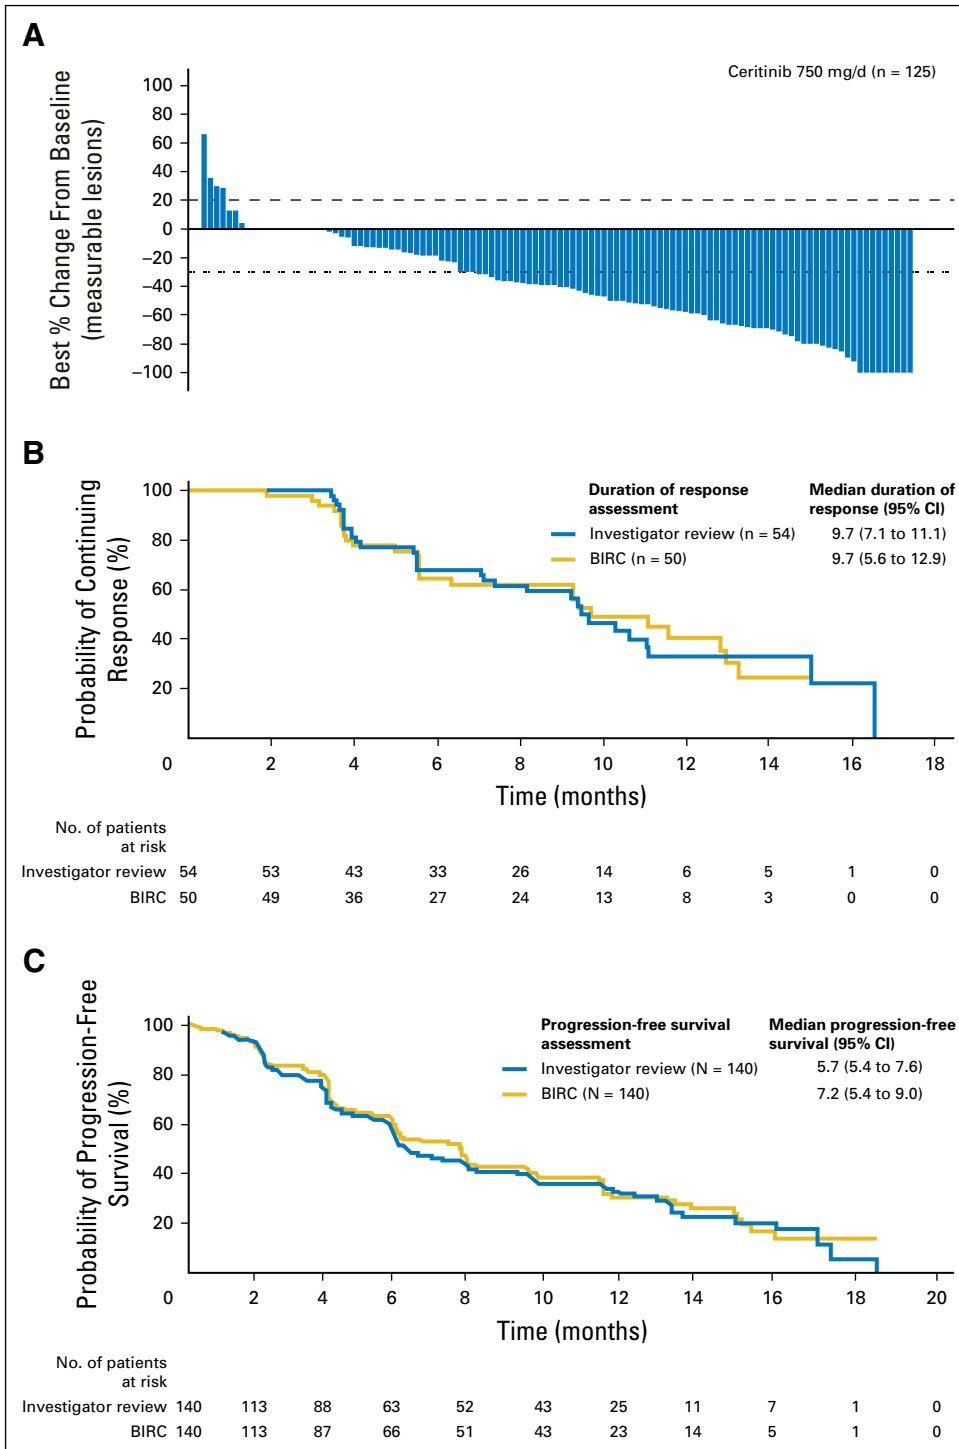 A
Ceritinib 750 mg/d (n = 125)
Best % Change From Baseline
(measurable lesions)
100
80
60
40
20
0
–20
–40
–60
–80
–100
B
Probability of Continuing
Response (%)
100
80
60
40
20
Duration of response
assessment
Median duration of
response (95% CI)
Investigator review (n = 54) 9.7 (7.1 to 11.1)
BIRC (n = 50) 9.7 (5.6 to 12.9)
0 2 4 6 8 10 12 14 16 18
Time (months)
No. of patients
at risk
Investigator review 54 53 43 33 26 14 6 5 1 0
BIRC 50 49 36 27 24 13 8 3 0 0
C
Probability of Progression-Free
Survival (%)
100
80
60
40
20
Progression-free survival
assessment
Median progression-free
survival (95% CI)
Investigator review (N = 140) 5.7 (5.4 to 7.6)
BIRC (N = 140) 7.2 (5.4 to 9.0)
0 2 4 6 8 10 12 14 16 18 20
Time (months)
No. of patients
at risk
Investigator review 140 113 88 63 52 43 25 11 7 1 0
BIRC 140 113 87 66 51 43 23 14 5 1 0